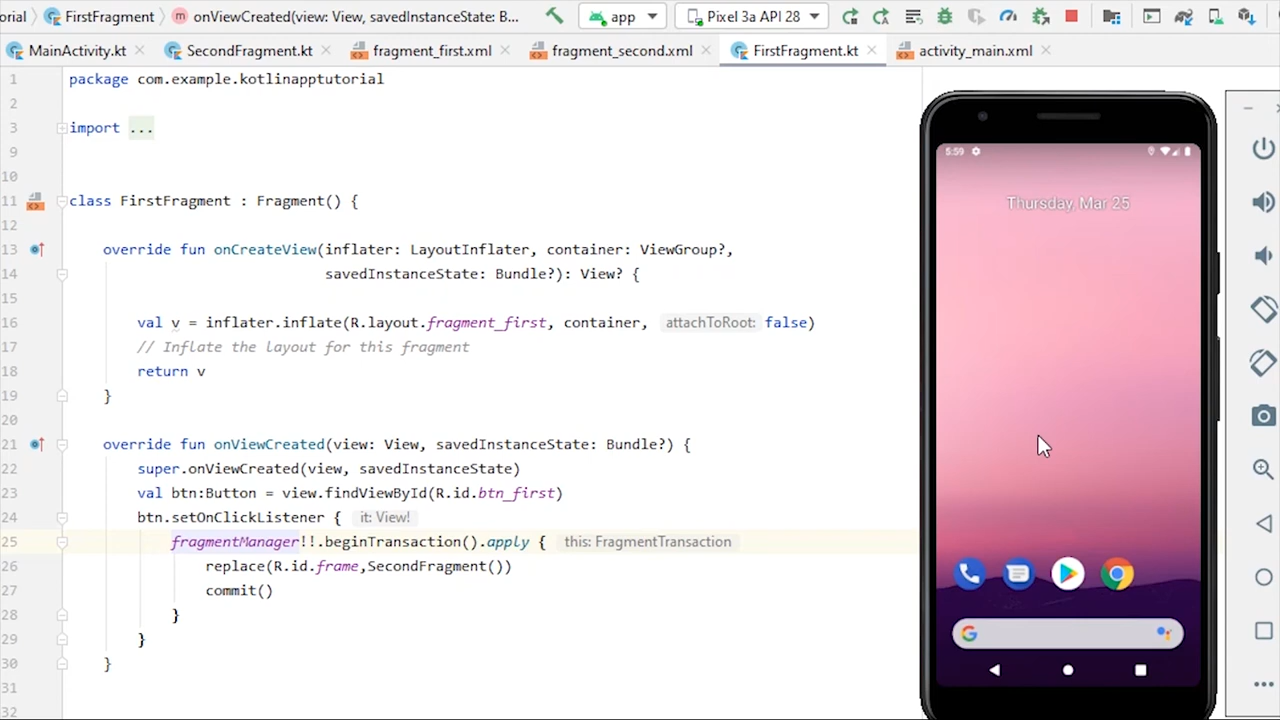 orial FirstFragment onViewCreated(view: View, savedInstanceState: B... app Pixel 3a API 28
MainActivity.kt SecondFragment.kt fragment_first.xml fragment_second.xml FirstFragment.kt activity_main.xml
1 package com.example.kotlinapptutorial
2
3 import ...
9
10
11 class FirstFragment : Fragment() {
12
13 override fun onCreateView(inflater: LayoutInflater, container: ViewGroup?,
14 savedInstanceState: Bundle?): View? {
15
16 val v = inflater.inflate(R.layout.fragment_first, container, attachToRoot: false)
17 // Inflate the layout for this fragment
18 return v
19 }
20
21 override fun onViewCreated(view: View, savedInstanceState: Bundle?) {
22 super.onViewCreated(view, savedInstanceState)
23 val btn:Button = view.findViewById(R.id.btn_first)
24 btn.setOnClickListener { it: View!
25 fragmentManager!!.beginTransaction().apply { this: FragmentTransaction
26 replace(R.id.frame,SecondFragment())
27 commit()
28 }
29 }
30 }
31
32
5:59
Thursday, Mar 25